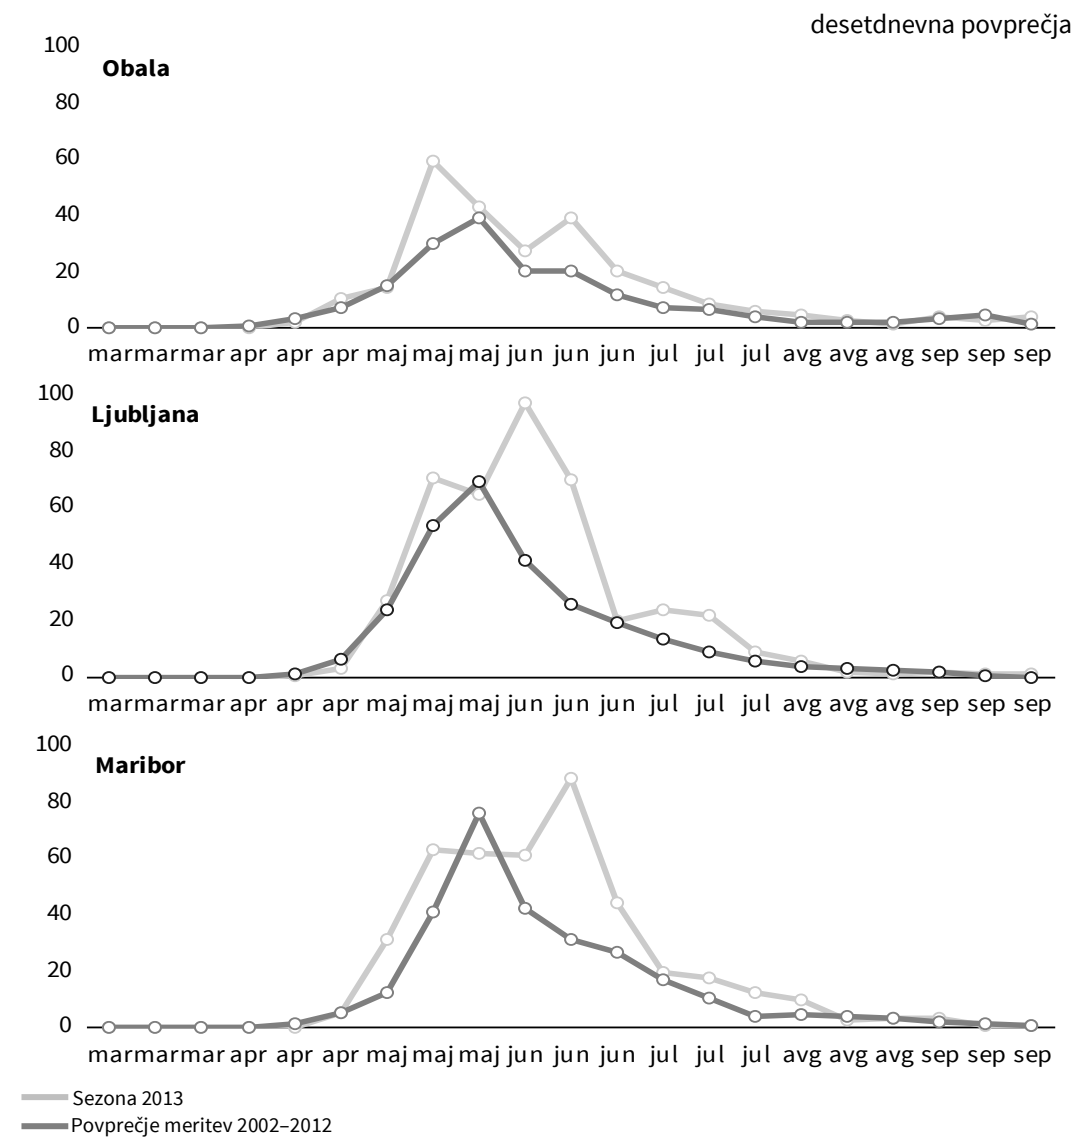 desetdnevna povprečja
100
Obala
80
60
40
20
0
mar mar mar apr apr apr maj maj maj jun jun jun jul jul jul avg avg avg sep sep sep
100
Ljubljana
80
60
40
20
0
mar mar mar apr apr apr maj maj maj jun jun jun jul jul jul avg avg avg sep sep sep
100
Maribor
80
60
40
20
0
mar mar mar apr apr apr maj maj maj jun jun jun jul jul jul avg avg avg sep sep sep
Sezona 2013
Povprečje meritev 2002–2012